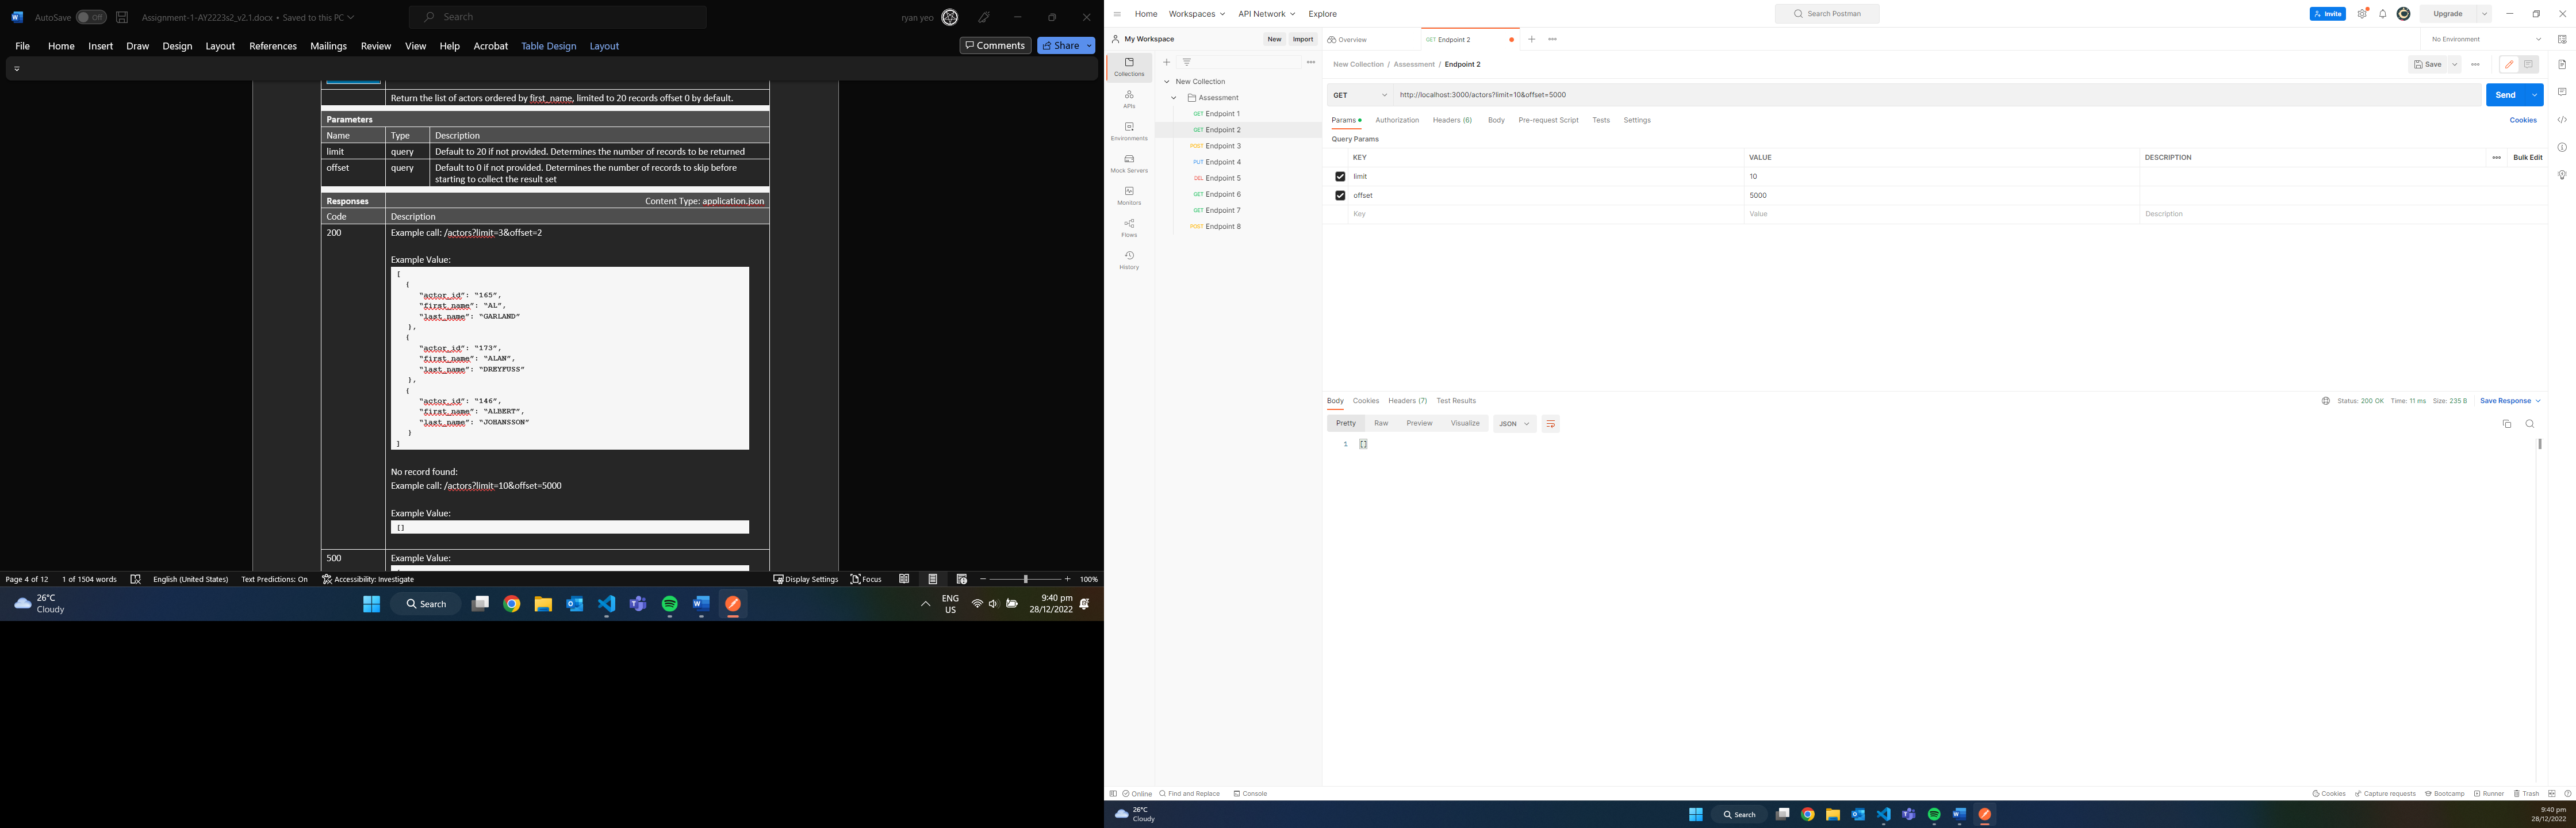 AutoSave Off Assignment-1-AY2223s2_v2.1.docx • Saved to this PC Search ryan yeo
File Home Insert Draw Design Layout References Mailings Review View Help Acrobat Table Design Layout Comments Share
Return the list of actors ordered by first_name, limited to 20 records offset 0 by default.
Parameters
Name Type Description
limit query Default to 20 if not provided. Determines the number of records to be returned
offset query Default to 0 if not provided. Determines the number of records to skip before
starting to collect the result set
Responses Content Type: application.json
Code Description
200 Example call: /actors?limit=3&offset=2
Example Value:
[
{
"actor_id": "165",
"first_name": "AL",
"last_name": "GARLAND"
},
{
"actor_id": "173",
"first_name": "ALAN",
"last_name": "DREYFUSS"
},
{
"actor_id": "146",
"first_name": "ALBERT",
"last_name": "JOHANSSON"
}
]
No record found:
Example call: /actors?limit=10&offset=5000
Example Value:
[]
500 Example Value:
Page 4 of 12 1 of 1504 words English (United States) Text Predictions: On Accessibility: Investigate Display Settings Focus 100%
26°C
Cloudy
Search
ENG
US
9:40 pm
28/12/2022
Home Workspaces API Network Explore Search Postman Invite Upgrade
My Workspace New Import Overview GET Endpoint 2 No Environment
Collections
APIs
Environments
Mock Servers
Monitors
Flows
History
New Collection
Assessment
GET Endpoint 1
GET Endpoint 2
POST Endpoint 3
PUT Endpoint 4
DEL Endpoint 5
GET Endpoint 6
GET Endpoint 7
POST Endpoint 8
New Collection / Assessment / Endpoint 2 Save
GET http://localhost:3000/actors?limit=10&offset=5000 Send
Params Authorization Headers (6) Body Pre-request Script Tests Settings Cookies
Query Params
KEY VALUE DESCRIPTION Bulk Edit
limit 10
offset 5000
Key Value Description
Body Cookies Headers (7) Test Results Status: 200 OK Time: 11 ms Size: 235 B Save Response
Pretty Raw Preview Visualize JSON
1 []
Online Find and Replace Console Cookies Capture requests Bootcamp Runner Trash
26°C
Cloudy
Search
9:40 pm
28/12/2022